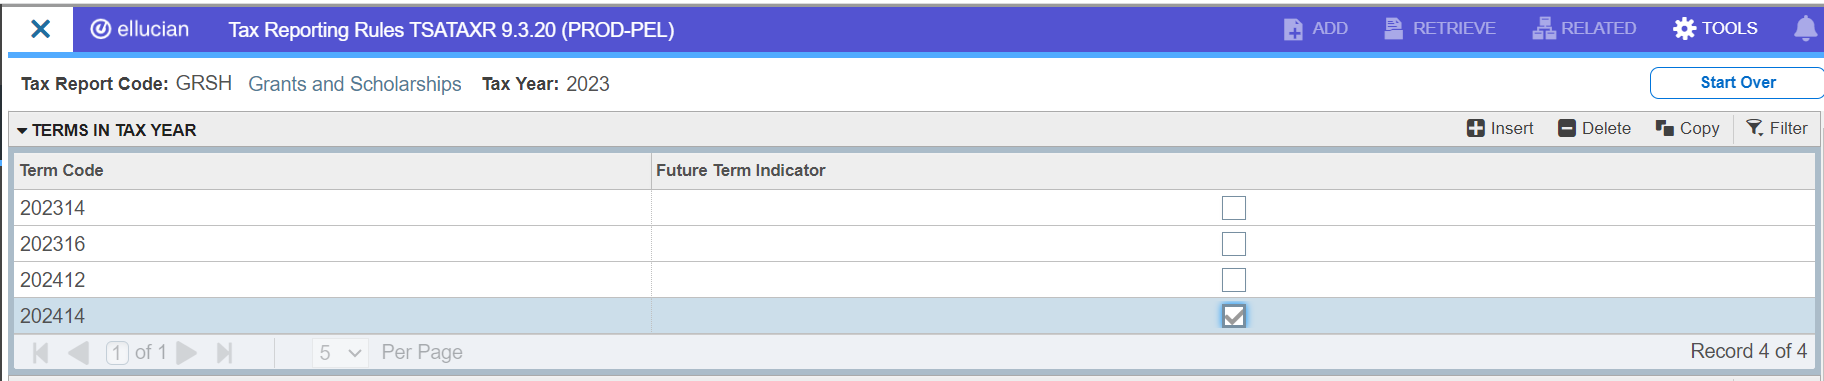 ellucian Tax Reporting Rules TSATAXR 9.3.20 (PROD-PEL) ADD RETRIEVE RELATED TOOLS
Tax Report Code: GRSH Grants and Scholarships Tax Year: 2023 Start Over
TERMS IN TAX YEAR Insert Delete Copy Filter
Term Code Future Term Indicator
202314
202316
202412
202414
1 of 1 5 Per Page Record 4 of 4